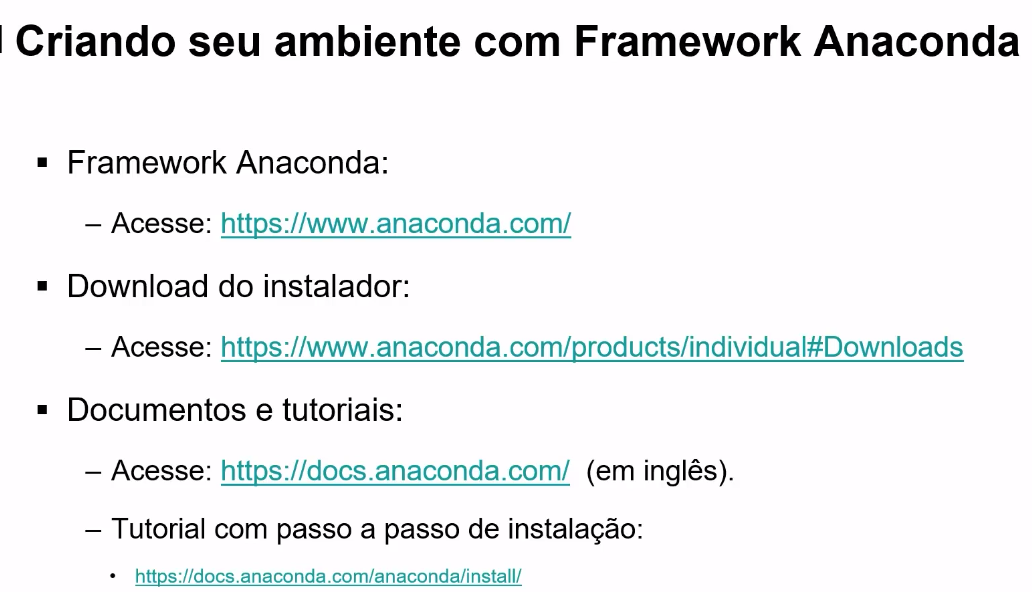 Criando seu ambiente com Framework Anaconda
▪ Framework Anaconda:
– Acesse: https://www.anaconda.com/
▪ Download do instalador:
– Acesse: https://www.anaconda.com/products/individual#Downloads
▪ Documentos e tutoriais:
– Acesse: https://docs.anaconda.com/ (em inglês).
– Tutorial com passo a passo de instalação:
• https://docs.anaconda.com/anaconda/install/